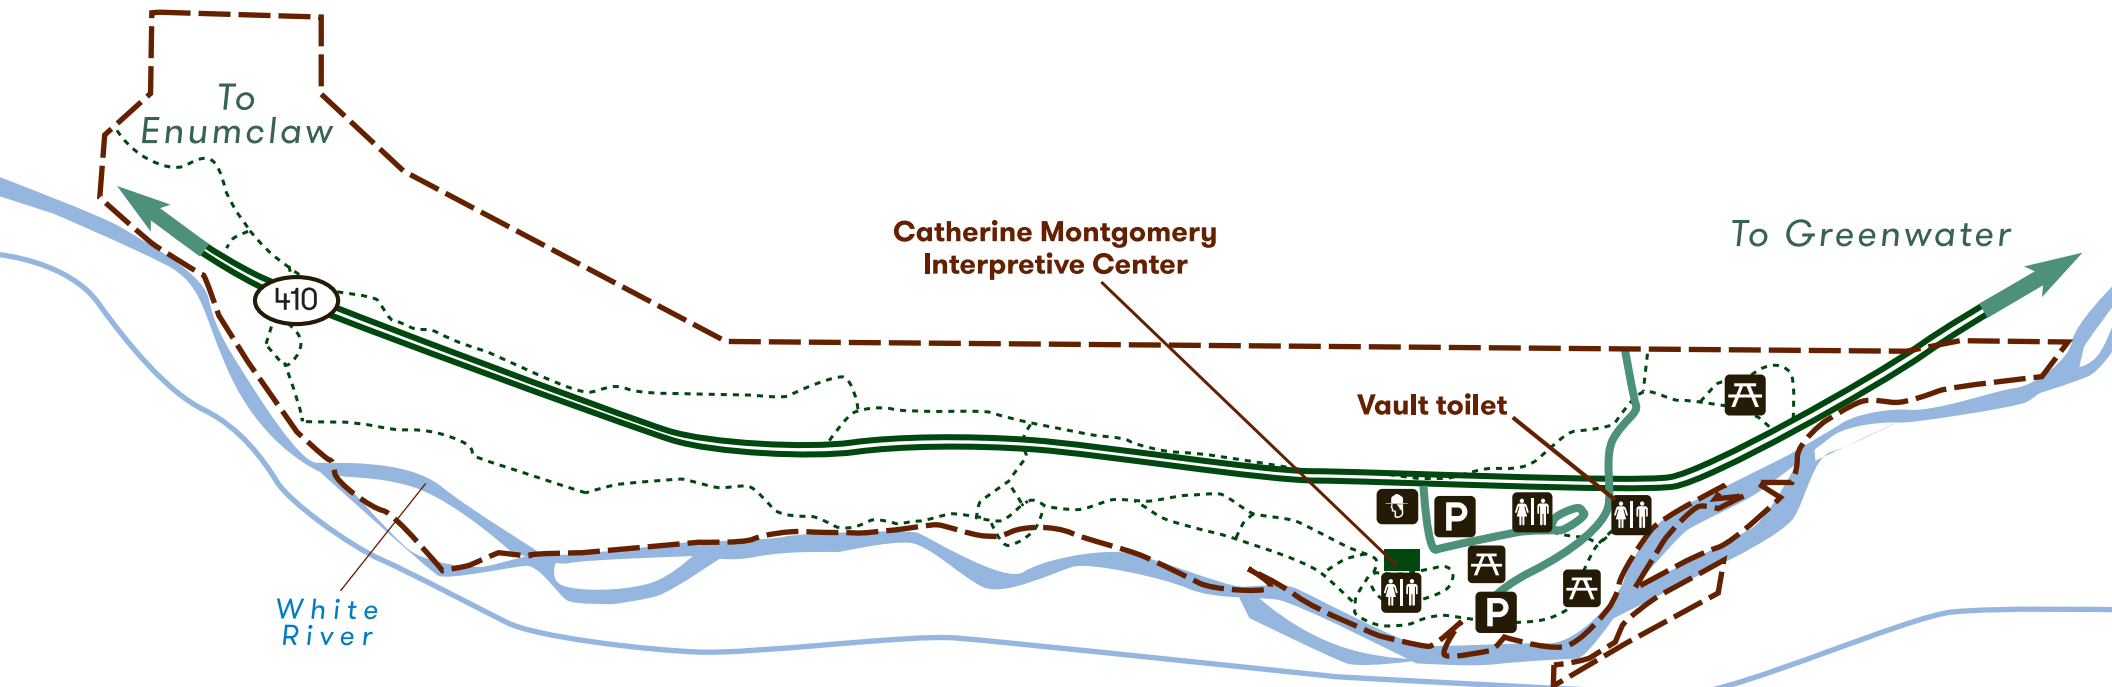 To
Enumclaw
Catherine Montgomery
Interpretive Center
To Greenwater
410
Vault toilet
P
P
White
River